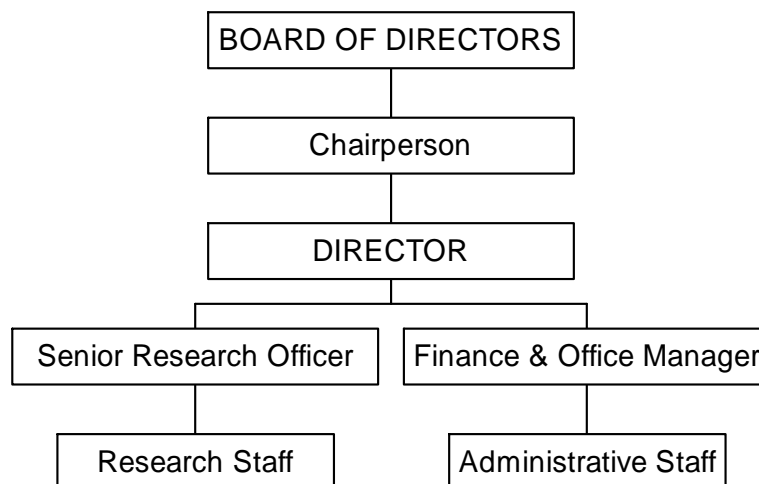 BOARD OF DIRECTORS
Chairperson
DIRECTOR
Senior Research Officer
Finance & Office Manager
Research Staff
Administrative Staff